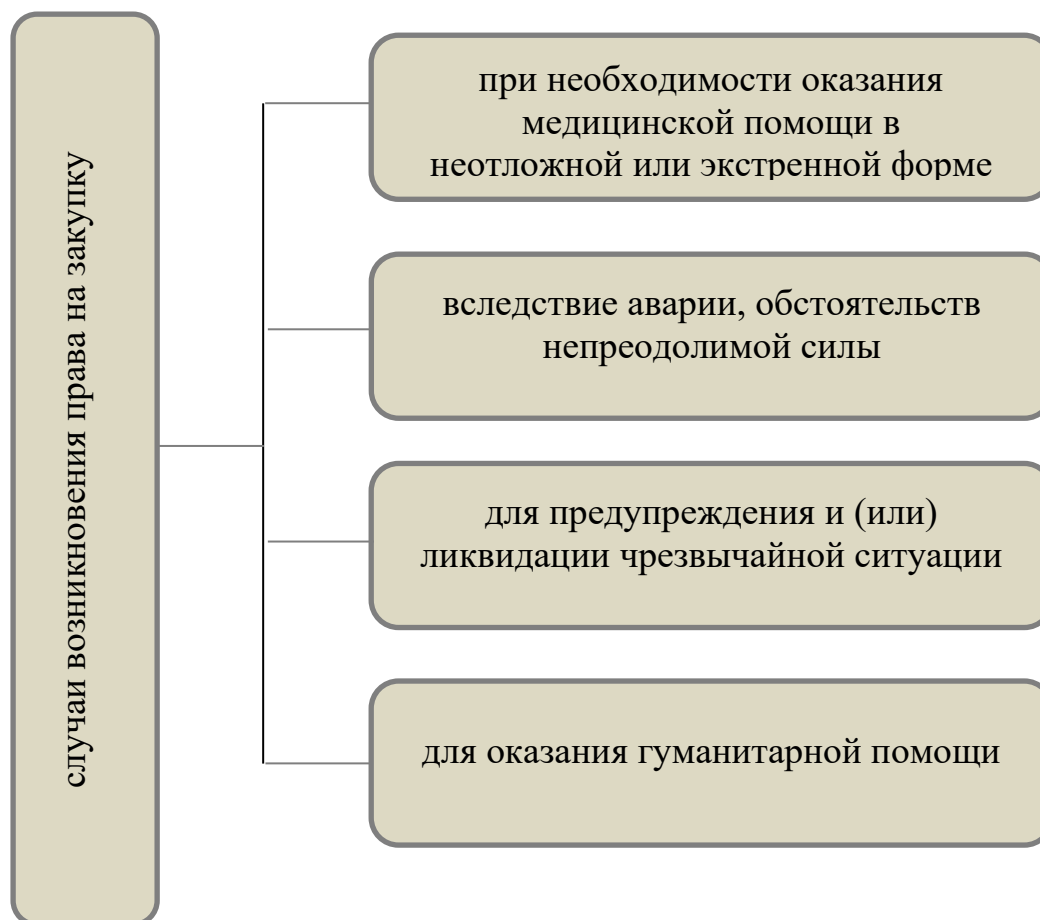 случаи возникновения права на закупку
при необходимости оказания
медицинской помощи в
неотложной или экстренной форме
вследствие аварии, обстоятельств
непреодолимой силы
для предупреждения и (или)
ликвидации чрезвычайной ситуации
для оказания гуманитарной помощи